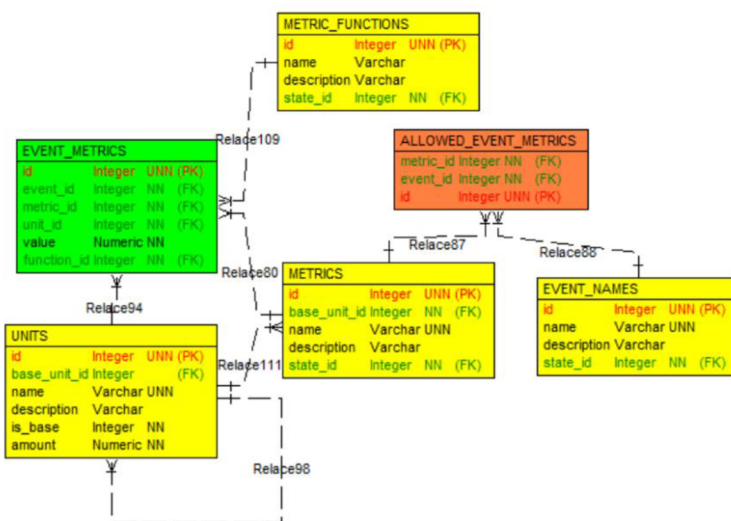 METRIC_FUNCTIONS
id Integer UNN (PK)
name Varchar
description Varchar
state_id Integer NN (FK)
Relace109
EVENT_METRICS
id Integer UNN (PK)
event_id Integer NN (FK)
metric_id Integer NN (FK)
unit_id Integer NN (FK)
value Numeric NN
function_id Integer NN (FK)
ALLOWED_EVENT_METRICS
metric_id Integer NN (FK)
event_id Integer NN (FK)
id Integer UNN (PK)
Relace87
Relace88
Relace80
METRICS
id Integer UNN (PK)
base_unit_id Integer NN (FK)
name Varchar UNN
description Varchar
state_id Integer NN (FK)
EVENT_NAMES
id Integer UNN (PK)
name Varchar UNN
description Varchar
state_id Integer NN (FK)
Relace94
UNITS
id Integer UNN (PK)
base_unit_id Integer (FK)
name Varchar UNN
description Varchar
is_base Integer NN
amount Numeric NN
Relace111
Relace98